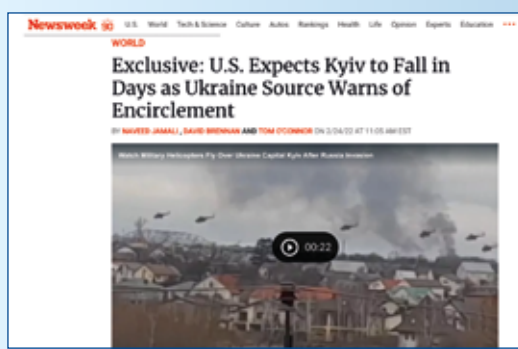 Newsweek 90 U.S. World Tech & Science Culture Autos Rankings Health Life Opinion Experts Education
WORLD
Exclusive: U.S. Expects Kyiv to Fall in
Days as Ukraine Source Warns of
Encirclement
BY NAVEED JAMALI , DAVID BRENNAN AND TOM O'CONNOR ON 2/24/22 AT 11:05 AM EST
Watch Military Helicopters Fly Over Ukraine Capital Kyiv After Russia Invasion
00:22